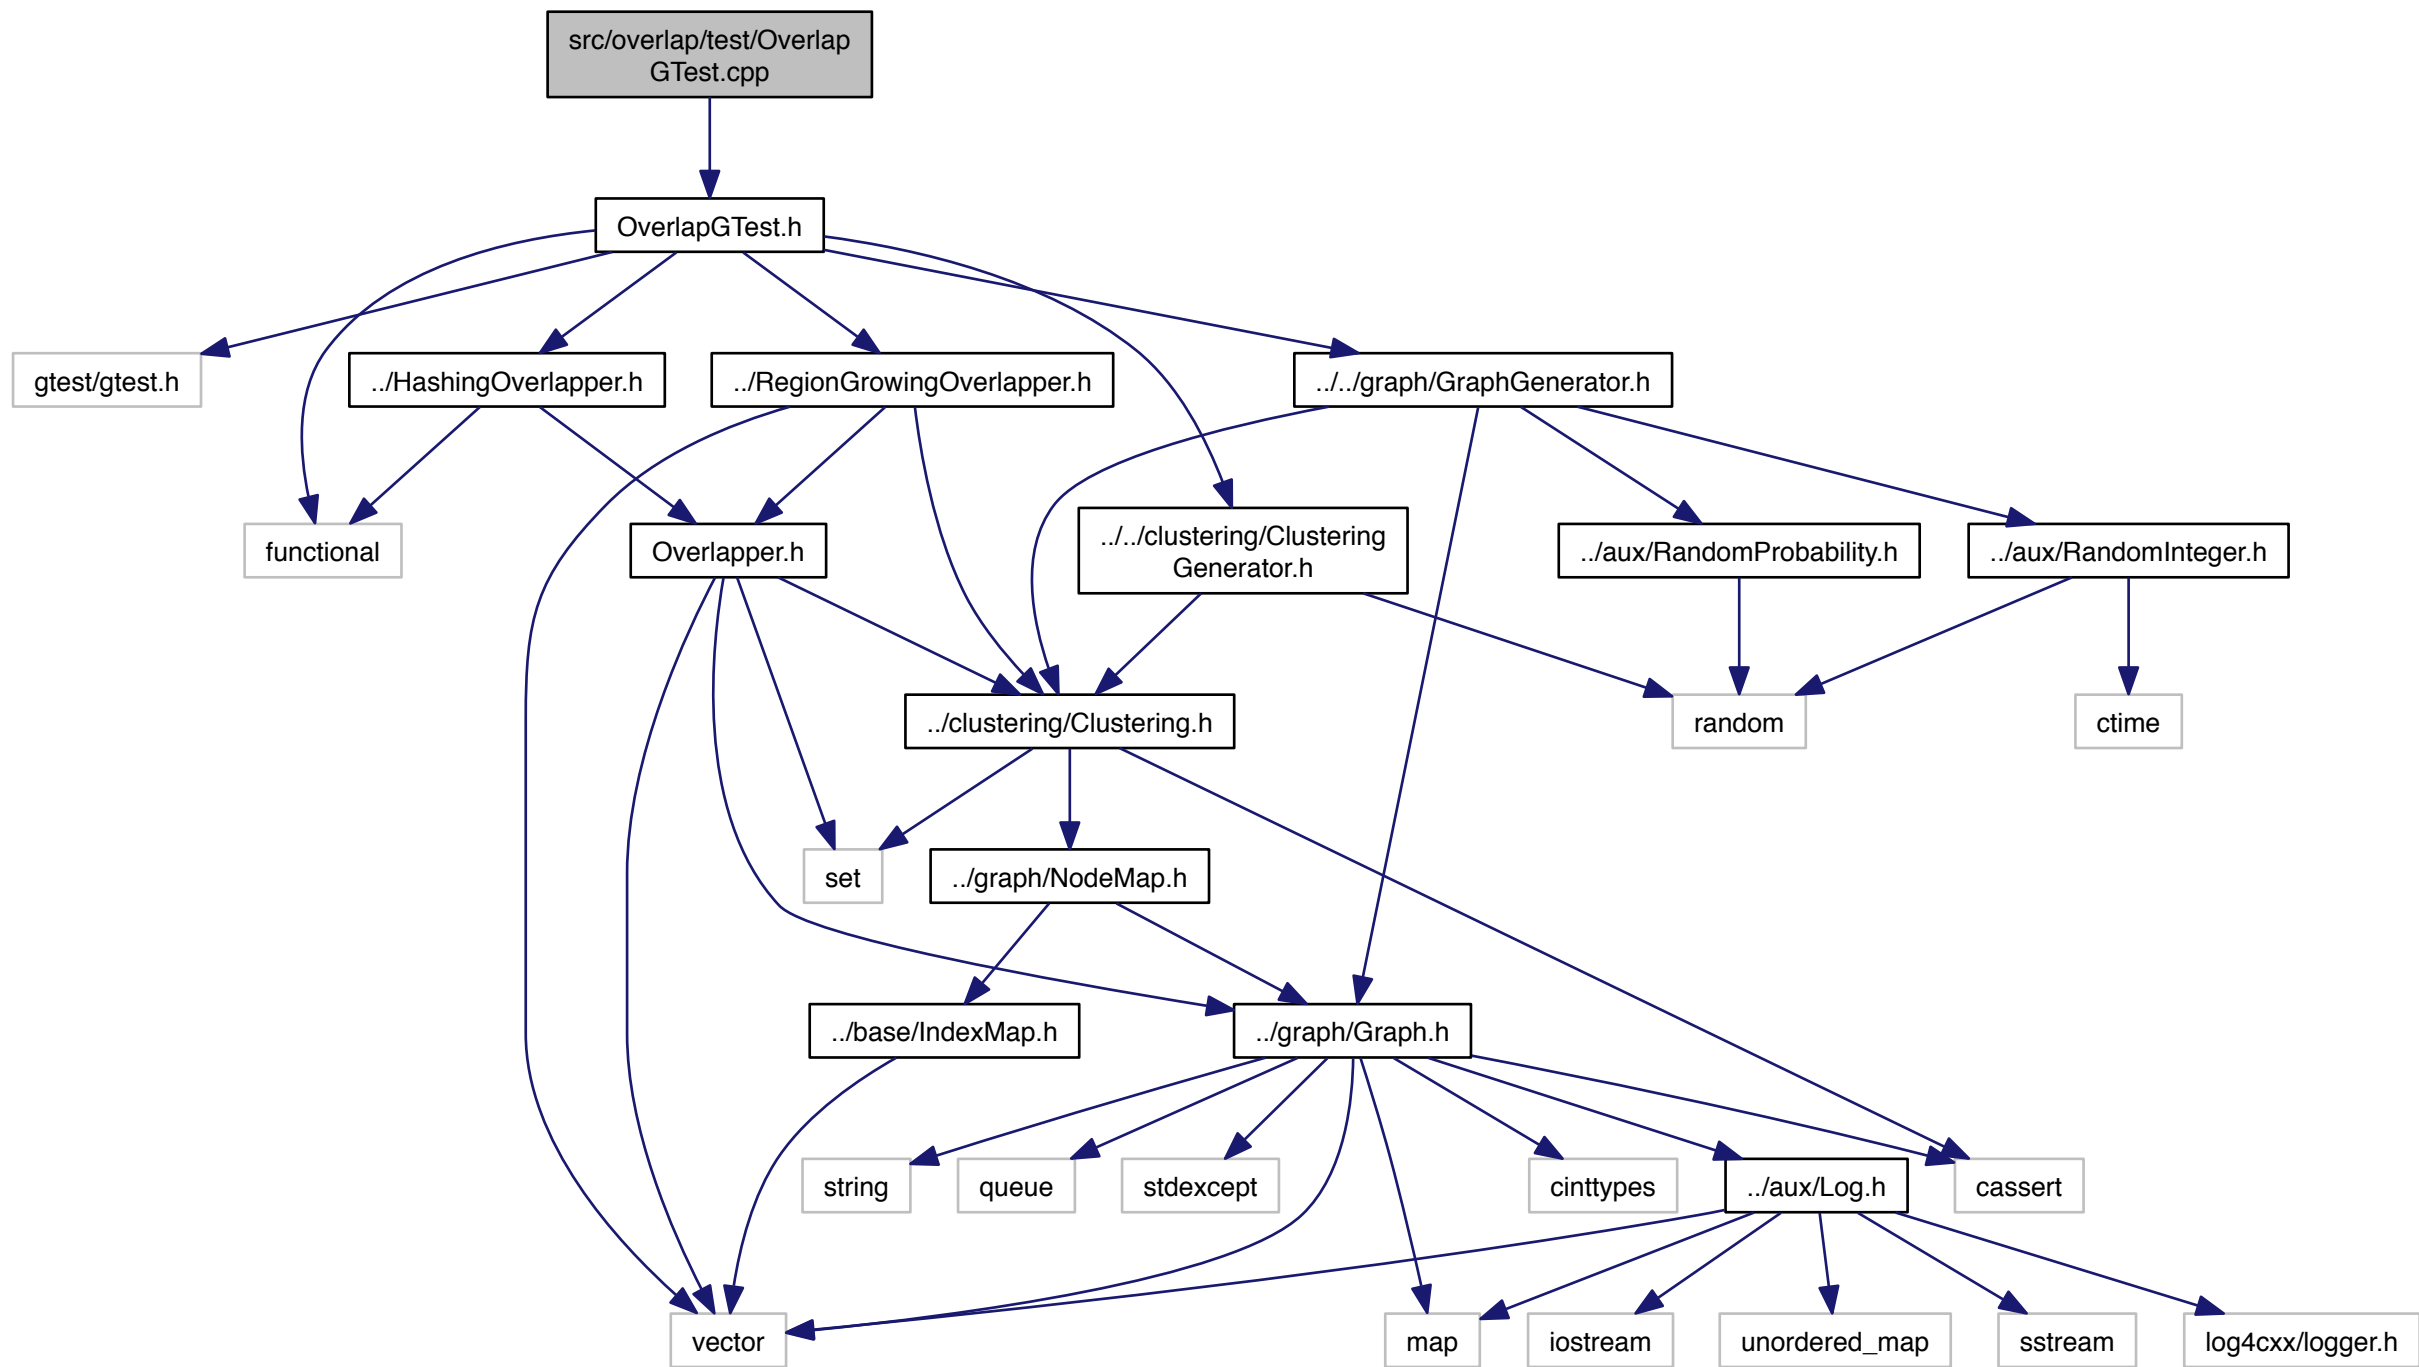 src/overlap/test/Overlap
GTest.cpp
OverlapGTest.h
gtest/gtest.h
../HashingOverlapper.h
../RegionGrowingOverlapper.h
../../graph/GraphGenerator.h
functional
Overlapper.h
../../clustering/Clustering
Generator.h
../aux/RandomProbability.h
../aux/RandomInteger.h
../clustering/Clustering.h
random
ctime
set
../graph/NodeMap.h
../base/IndexMap.h
../graph/Graph.h
string
queue
stdexcept
cinttypes
../aux/Log.h
cassert
vector
map
iostream
unordered_map
sstream
log4cxx/logger.h